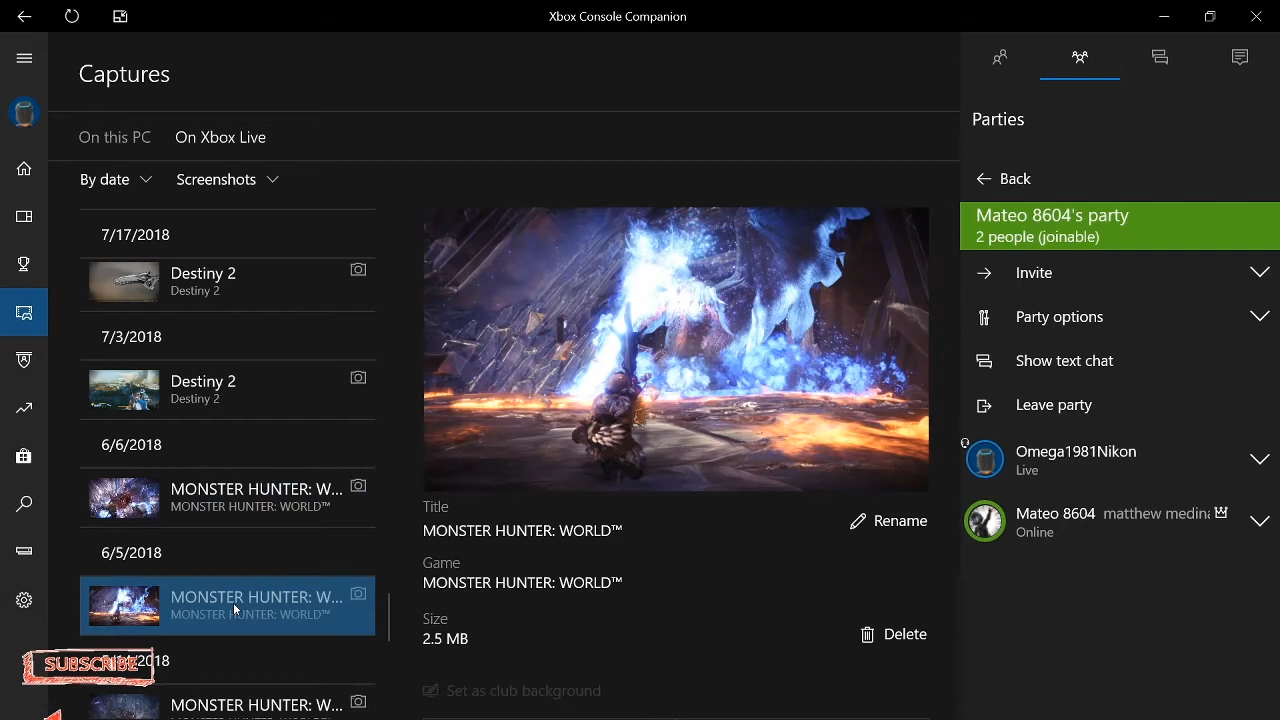 Xbox Console Companion
Captures
On this PC
On Xbox Live
By date
Screenshots
7/17/2018
Destiny 2
Destiny 2
7/3/2018
Destiny 2
Destiny 2
6/6/2018
MONSTER HUNTER: W...
MONSTER HUNTER: WORLD™
6/5/2018
MONSTER HUNTER: W...
MONSTER HUNTER: WORLD™
2018
SUBSCRIBE
MONSTER HUNTER: W...
Title
MONSTER HUNTER: WORLD™
Rename
Game
MONSTER HUNTER: WORLD™
Size
2.5 MB
Delete
Set as club background
Parties
Back
Mateo 8604's party
2 people (joinable)
Invite
Party options
Show text chat
Leave party
Omega1981Nikon
Live
Mateo 8604 matthew medina
Online